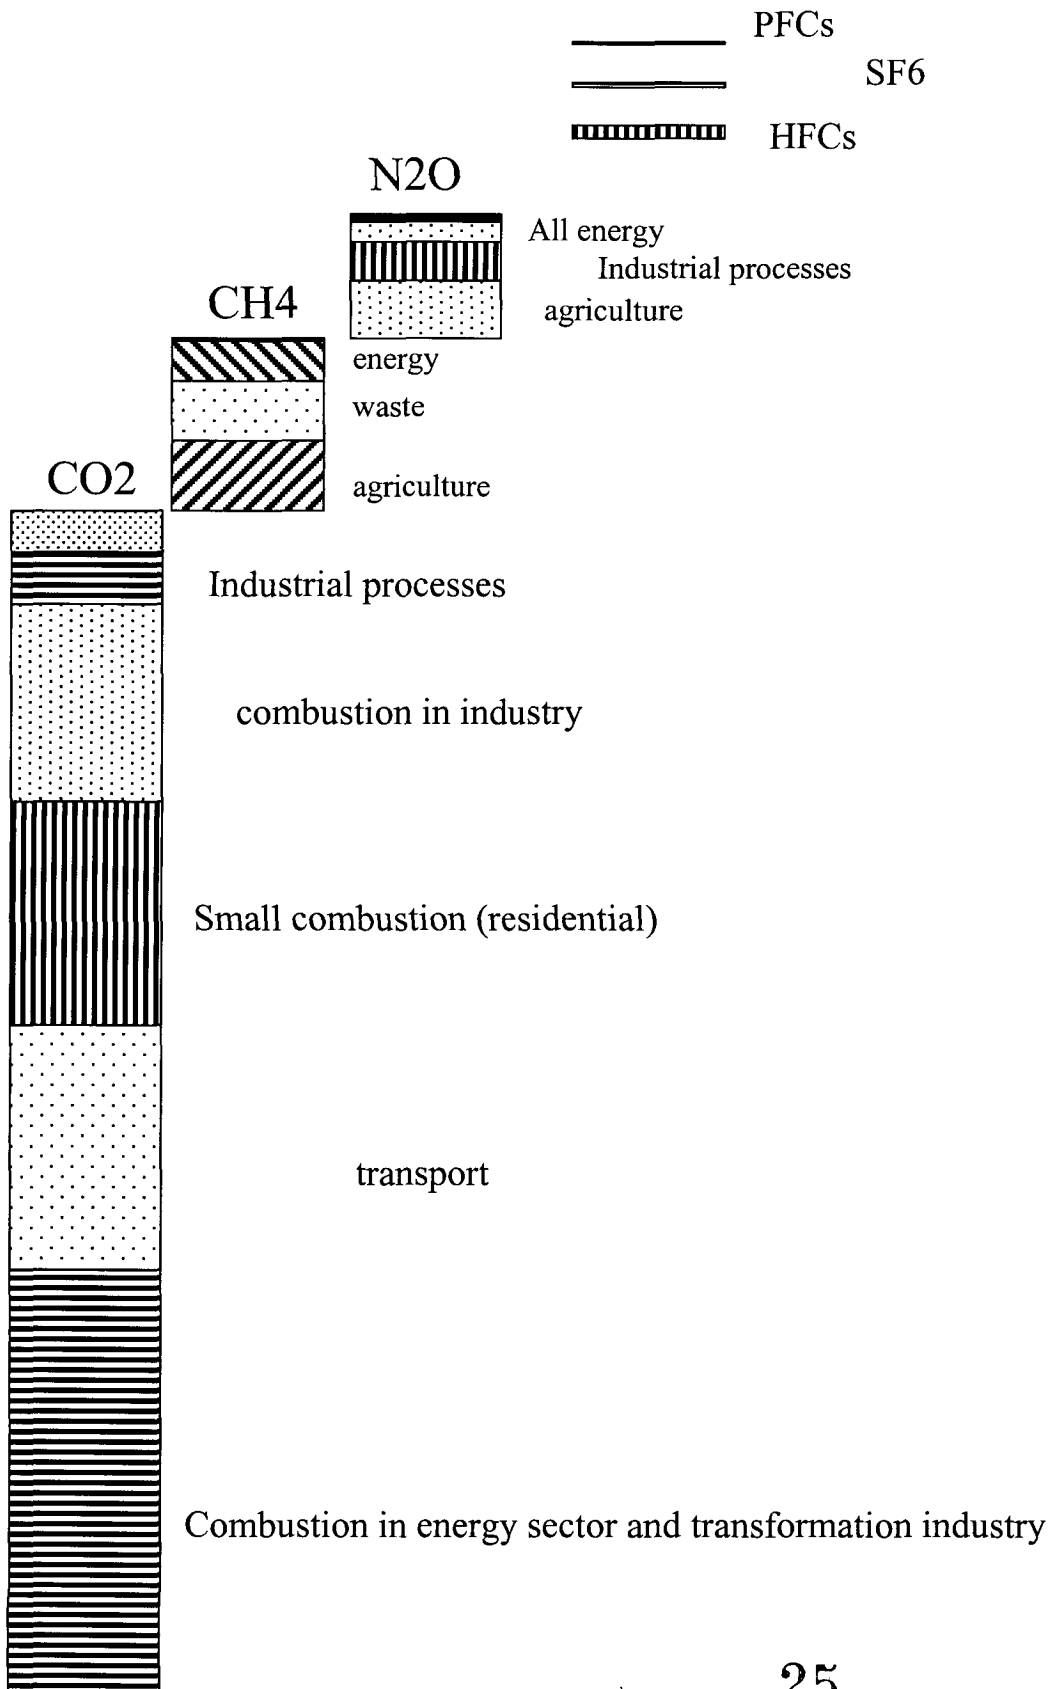 PFCs
SF6
HFCs
N2O
All energy
Industrial processes
agriculture
CH4
energy
waste
agriculture
CO2
Industrial processes
combustion in industry
Small combustion (residential)
transport
Combustion in energy sector and transformation industry
25